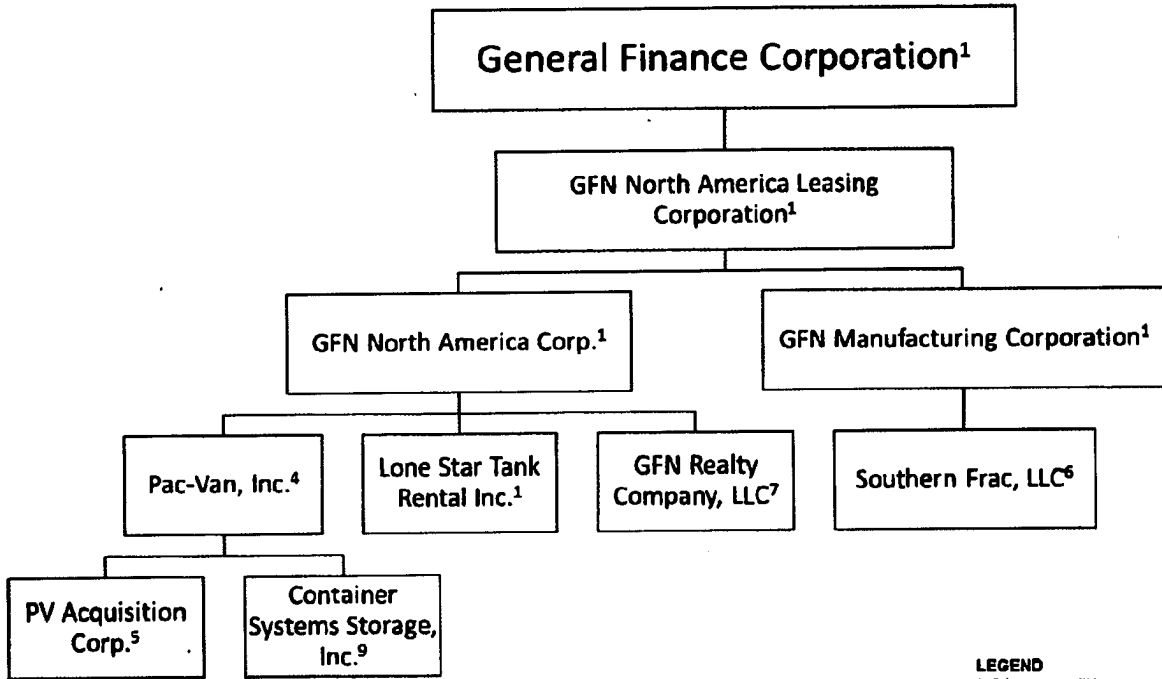 General Finance Corporation¹
GFN North America Leasing
Corporation¹
GFN North America Corp.¹
GFN Manufacturing Corporation¹
Pac-Van, Inc.⁴
Lone Star Tank
Rental Inc.¹
GFN Realty
Company, LLC⁷
Southern Frac, LLC⁶
PV Acquisition
Corp.⁵
Container
Systems Storage,
Inc.⁹
LEGEND